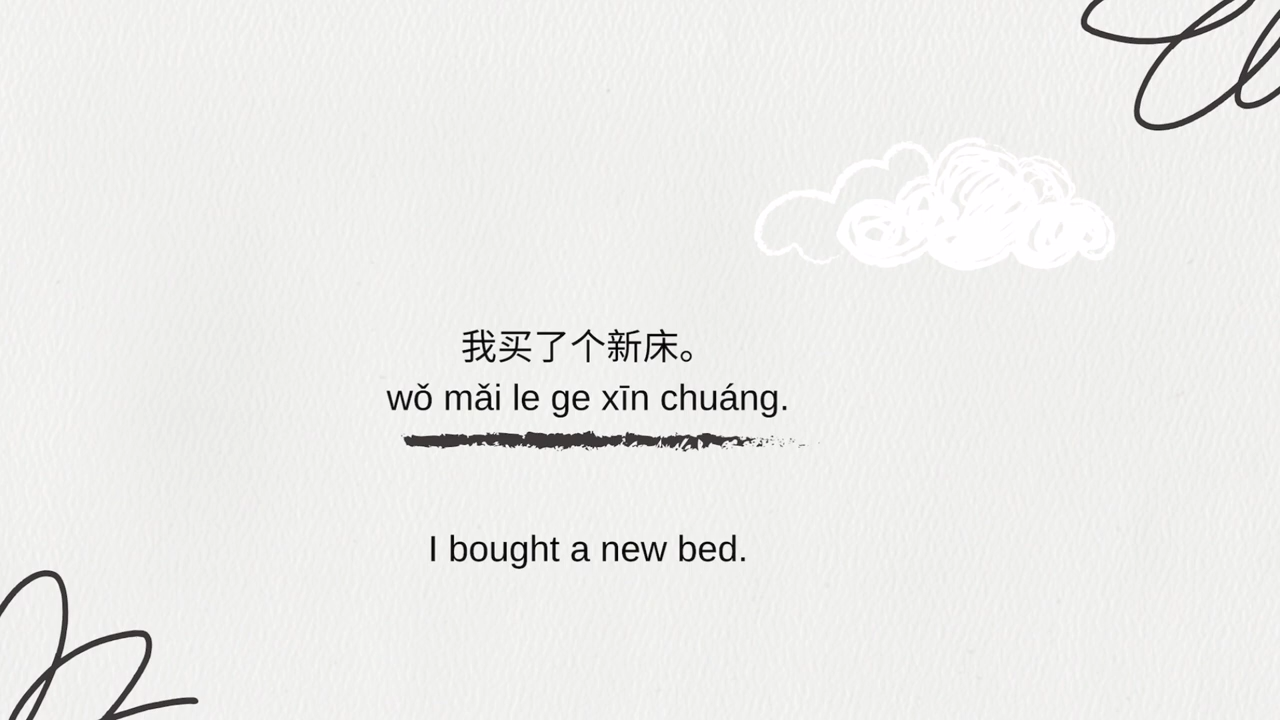 我买了个新床。
wǒ mǎi le ge xīn chuáng.
I bought a new bed.